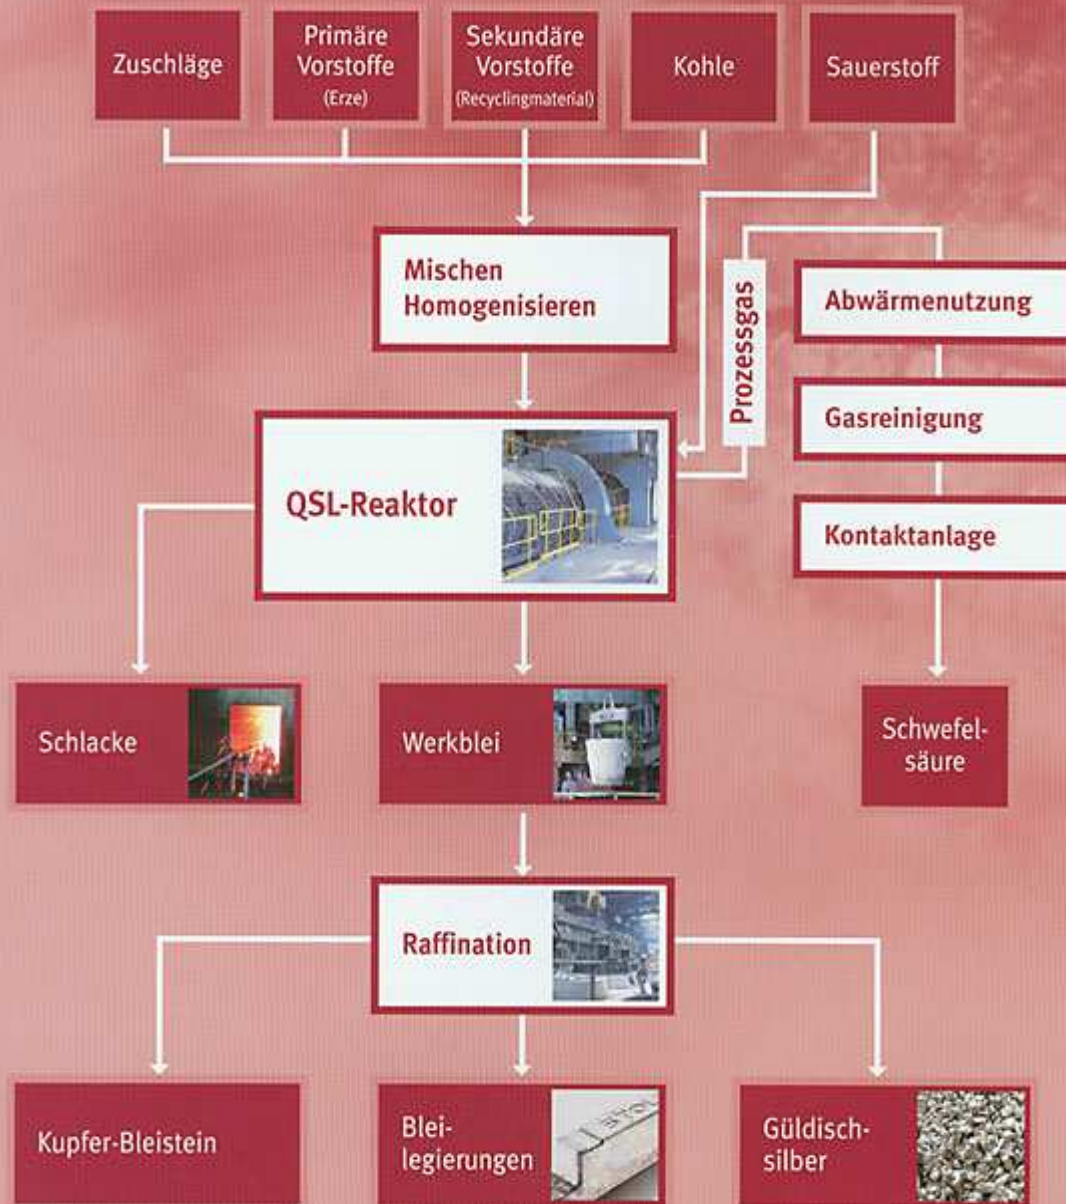 Zuschläge
Primäre
Vorstoffe
(Erze)
Sekundäre
Vorstoffe
(Recyclingmaterial)
Kohle
Sauerstoff
Mischen
Homogenisieren
Prozessgas
Abwärmenutzung
Gasreinigung
Kontaktanlage
QSL-Reaktor
Schlacke
Werkblei
Schwefel-
säure
Raffination
Kupfer-Bleistein
Blei-
legierungen
Güldisch-
silber